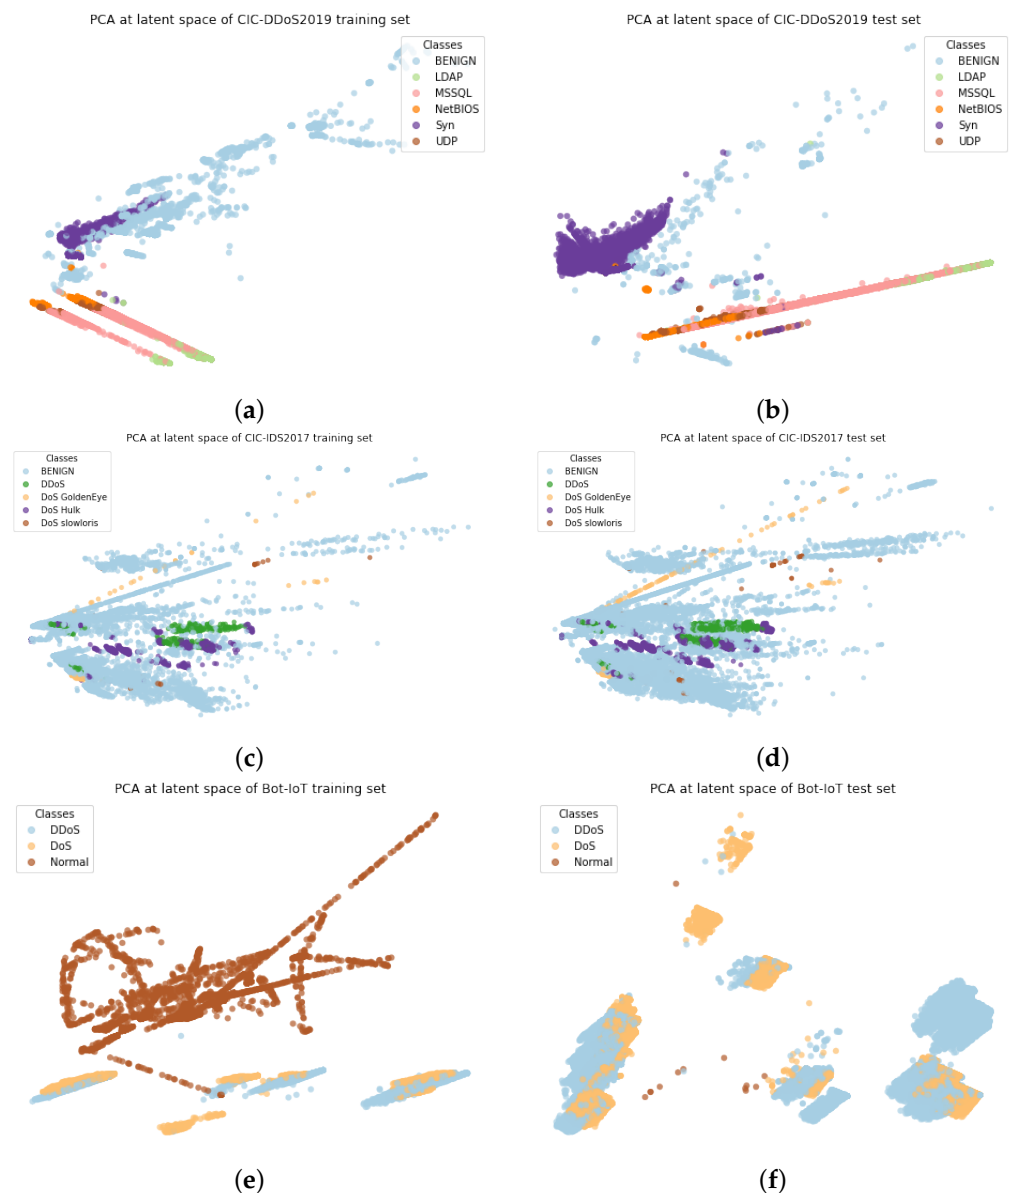 PCA at latent space of CIC-DDoS2019 training set
Classes
BENIGN
LDAP
MSSQL
NetBIOS
Syn
UDP
(a)
PCA at latent space of CIC-DDoS2019 test set
Classes
BENIGN
LDAP
MSSQL
NetBIOS
Syn
UDP
(b)
PCA at latent space of CIC-IDS2017 training set
Classes
BENIGN
DDoS
DoS GoldenEye
DoS Hulk
DoS slowloris
(c)
PCA at latent space of CIC-IDS2017 test set
Classes
BENIGN
DDoS
DoS GoldenEye
DoS Hulk
DoS slowloris
(d)
PCA at latent space of Bot-IoT training set
Classes
DDoS
DoS
Normal
(e)
PCA at latent space of Bot-IoT test set
Classes
DDoS
DoS
Normal
(f)